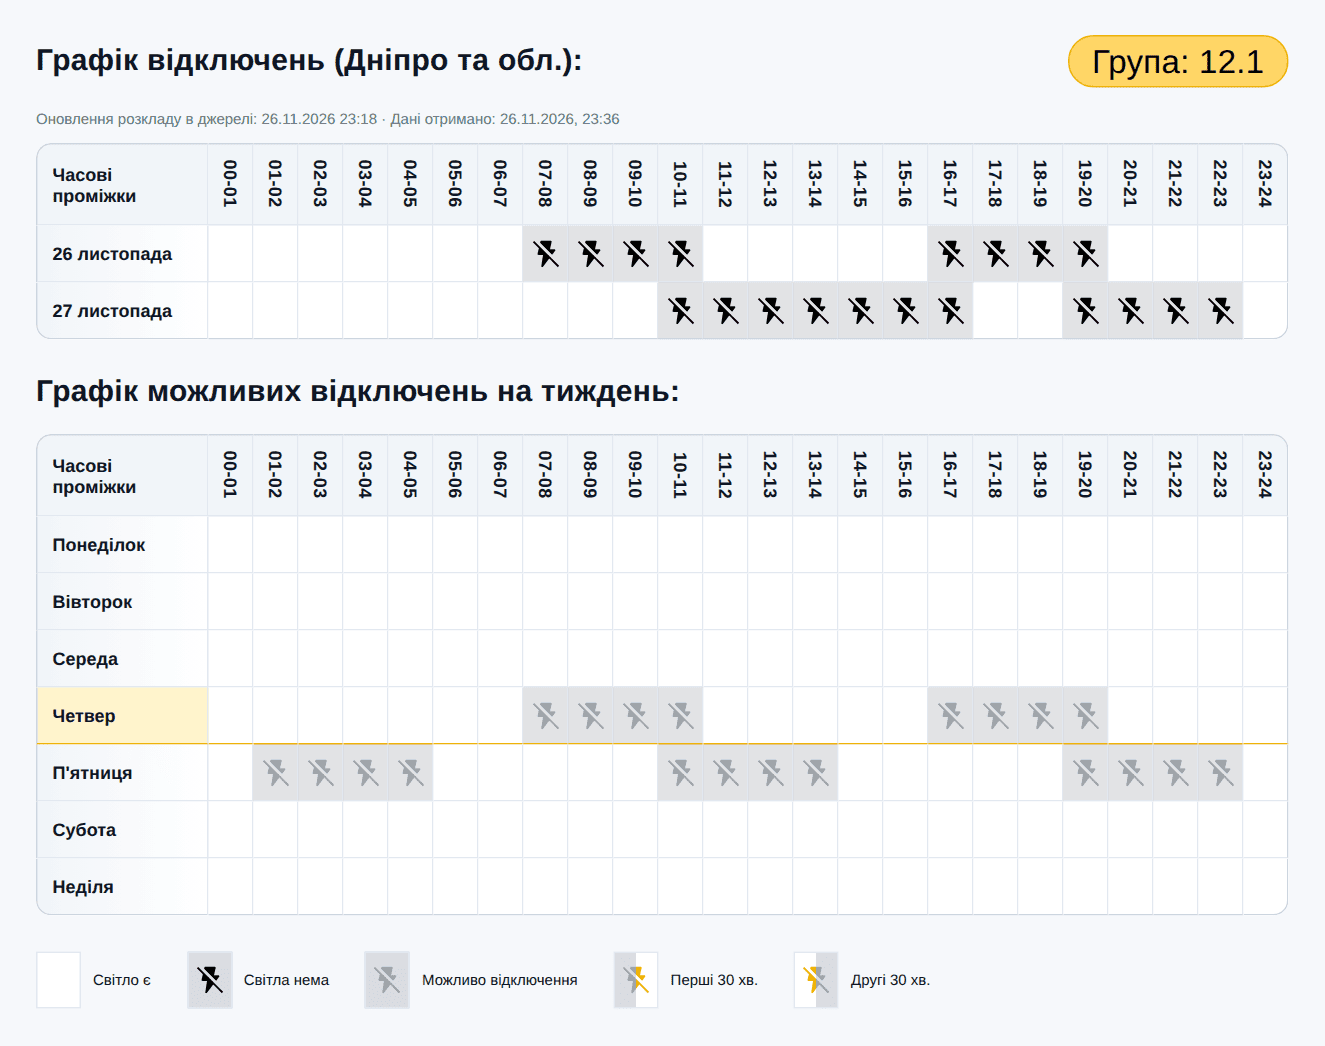 Графік відключень (Дніпро та обл.):
Група: 12.1
Оновлення розкладу в джерелі: 26.11.2026 23:18 · Дані отримано: 26.11.2026, 23:36
Часові
проміжки
00-01 01-02 02-03 03-04 04-05 05-06 06-07 07-08 08-09 09-10 10-11 11-12 12-13 13-14 14-15 15-16 16-17 17-18 18-19 19-20 20-21 21-22 22-23 23-24
26 листопада
27 листопада
Графік можливих відключень на тиждень:
Часові
проміжки
00-01 01-02 02-03 03-04 04-05 05-06 06-07 07-08 08-09 09-10 10-11 11-12 12-13 13-14 14-15 15-16 16-17 17-18 18-19 19-20 20-21 21-22 22-23 23-24
Понеділок
Вівторок
Середа
Четвер
П'ятниця
Субота
Неділя
Світло є
Світла нема
Можливо відключення
Перші 30 хв.
Другі 30 хв.